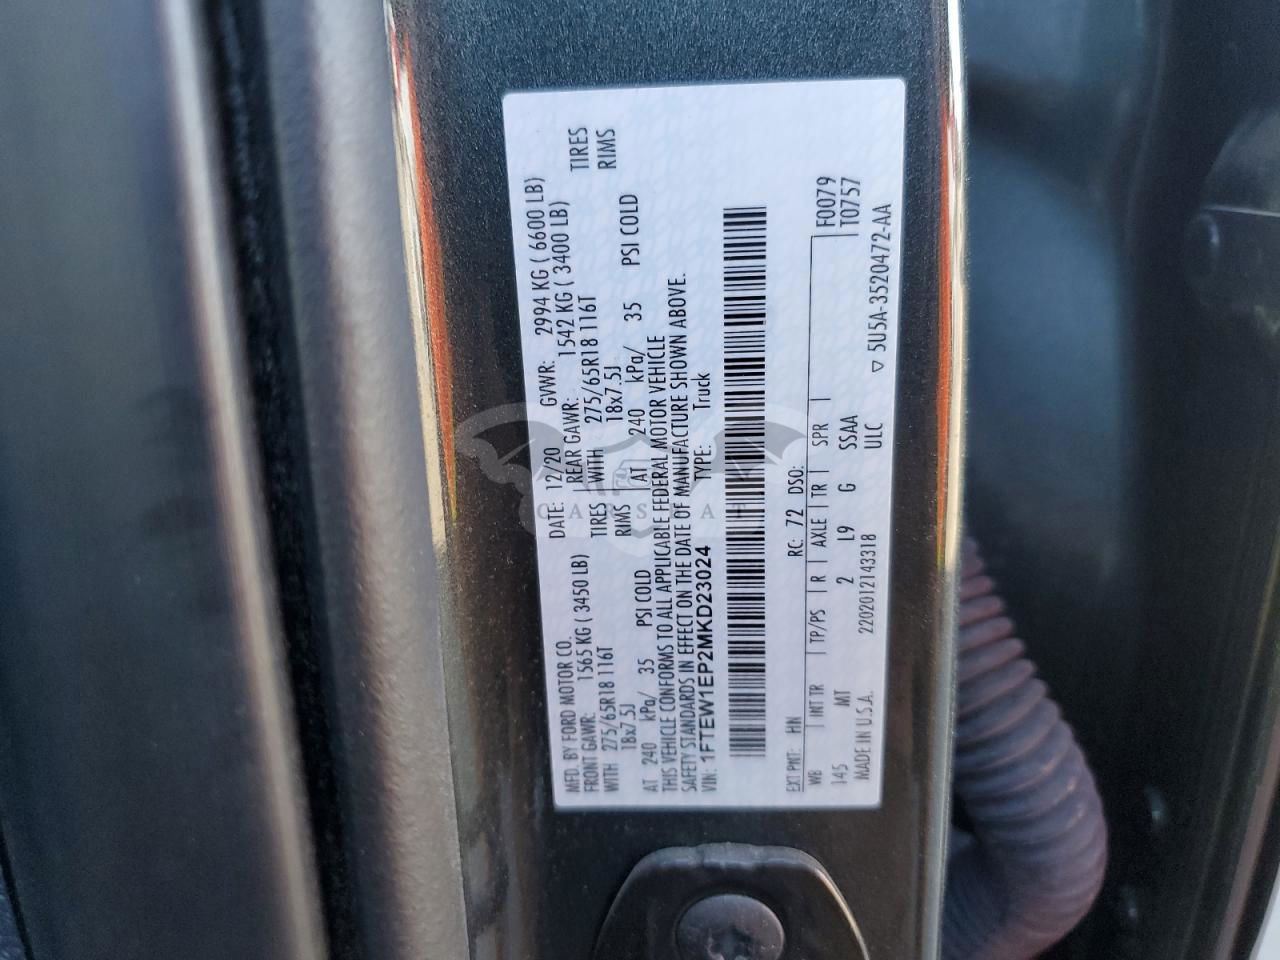 MFD. BY FORD MOTOR CO.
DATE: 12/20 GVWR: 2994 KG ( 6600 LB)
FRONT GAWR: 1565 KG ( 3450 LB)
REAR GAWR: 1542 KG ( 3400 LB)
WITH 275/65R18 116T TIRES
WITH 275/65R18 116T TIRES
18x7.5J RIMS
18x7.5J RIMS
AT 240 kPa/ 35 PSI COLD
AT 240 kPa/ 35 PSI COLD
THIS VEHICLE CONFORMS TO ALL APPLICABLE FEDERAL MOTOR VEHICLE
SAFETY STANDARDS IN EFFECT ON THE DATE OF MANUFACTURE SHOWN ABOVE.
VIN: 1FTEW1EP2MKD23024 TYPE: Truck
EXT PNT: HN RC: 72 DSO: F0079
WB INT TR TP/PS R AXLE TR SPR T0757
145 MT 2 L9 G SSAA
MADE IN U.S.A. 2202012143318 ULC ▽ 5U5A-3520472-AA
CARSBAT